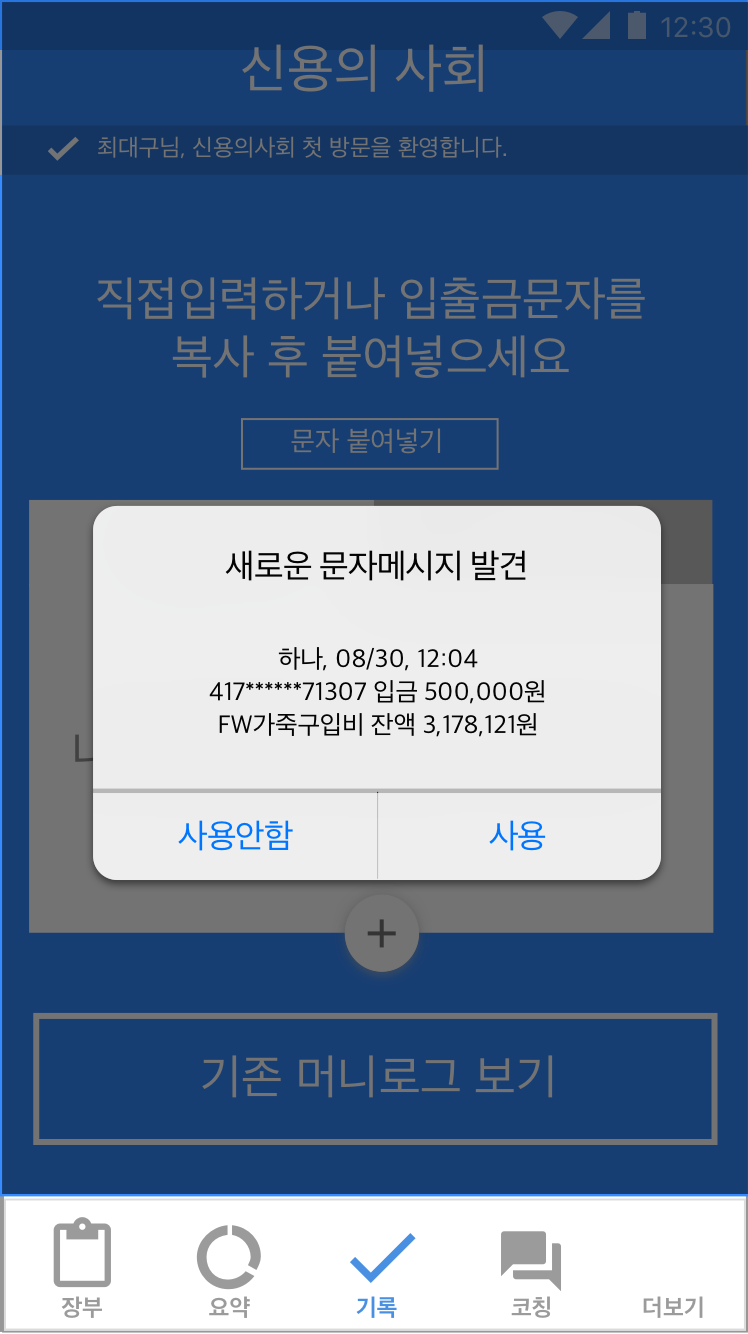 12:30
신용의 사회
최대구님, 신용의사회 첫 방문을 환영합니다.
직접입력하거나 입출금문자를
복사 후 붙여넣으세요
문자 붙여넣기
새로운 문자메시지 발견
하나, 08/30, 12:04
417******71307 입금 500,000원
FW가죽구입비 잔액 3,178,121원
사용안함 사용
+
기존 머니로그 보기
장부 요약 기록 코칭 더보기